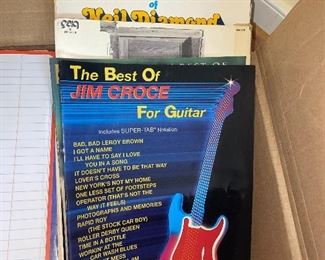 of
Neil Diamond
The Best Of
JIM CROCE
For Guitar
Includes SUPER-TAB Notation
BAD, BAD LEROY BROWN
I GOT A NAME
I'LL HAVE TO SAY I LOVE
YOU IN A SONG
IT DOESN'T HAVE TO BE THAT WAY
LOVER'S CROSS
NEW YORK'S NOT MY HOME
ONE LESS SET OF FOOTSTEPS
OPERATOR (THAT'S NOT THE
WAY IT FEELS)
PHOTOGRAPHS AND MEMORIES
RAPID ROY
(THE STOCK CAR BOY)
ROLLER DERBY QUEEN
TIME IN A BOTTLE
WORKIN' AT THE
CAR WASH BLUES